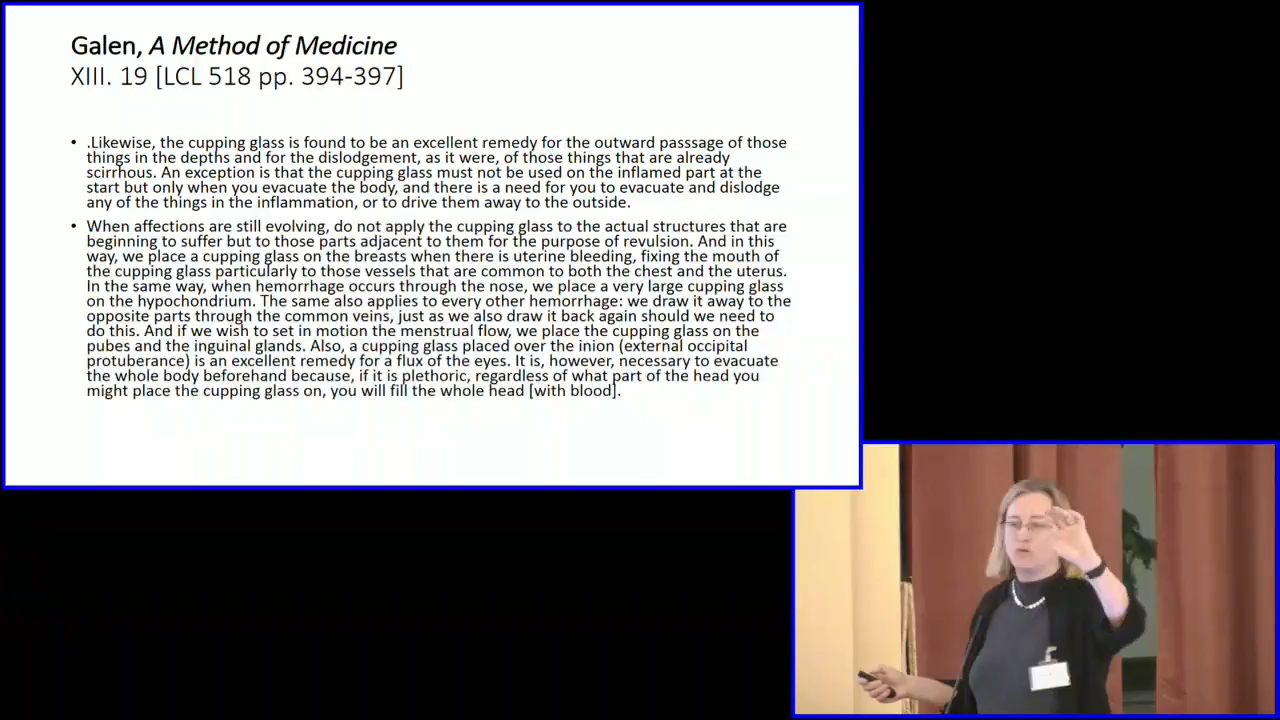 Galen, A Method of Medicine
XIII. 19 [LCL 518 pp. 394-397]
• .Likewise, the cupping glass is found to be an excellent remedy for the outward passsage of those
things in the depths and for the dislodgement, as it were, of those things that are already
scirrhous. An exception is that the cupping glass must not be used on the inflamed part at the
start but only when you evacuate the body, and there is a need for you to evacuate and dislodge
any of the things in the inflammation, or to drive them away to the outside.
• When affections are still evolving, do not apply the cupping glass to the actual structures that are
beginning to suffer but to those parts adjacent to them for the purpose of revulsion. And in this
way, we place a cupping glass on the breasts when there is uterine bleeding, fixing the mouth of
the cupping glass particularly to those vessels that are common to both the chest and the uterus.
In the same way, when hemorrhage occurs through the nose, we place a very large cupping glass
on the hypochondrium. The same also applies to every other hemorrhage: we draw it away to the
opposite parts through the common veins, just as we also draw it back again should we need to
do this. And if we wish to set in motion the menstrual flow, we place the cupping glass on the
pubes and the inguinal glands. Also, a cupping glass placed over the inion (external occipital
protuberance) is an excellent remedy for a flux of the eyes. It is, however, necessary to evacuate
the whole body beforehand because, if it is plethoric, regardless of what part of the head you
might place the cupping glass on, you will fill the whole head [with blood].